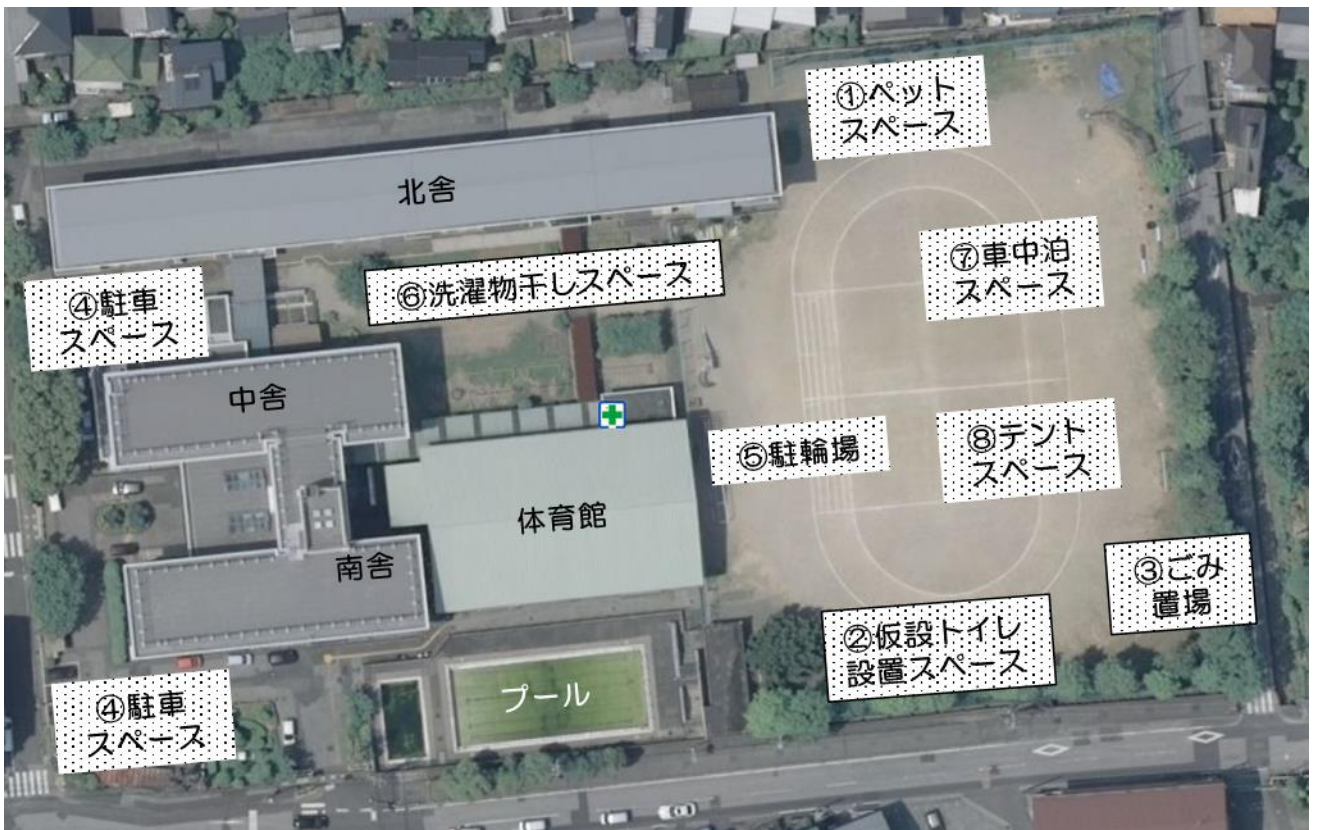 ①ペット
スペース
北舎
⑦車中泊
スペース
⑥洗濯物干しスペース
④駐車
スペース
中舎
⑤駐輪場
⑧テント
スペース
体育館
南舎
③ごみ
置場
②仮設トイレ
設置スペース
プール
④駐車
スペース